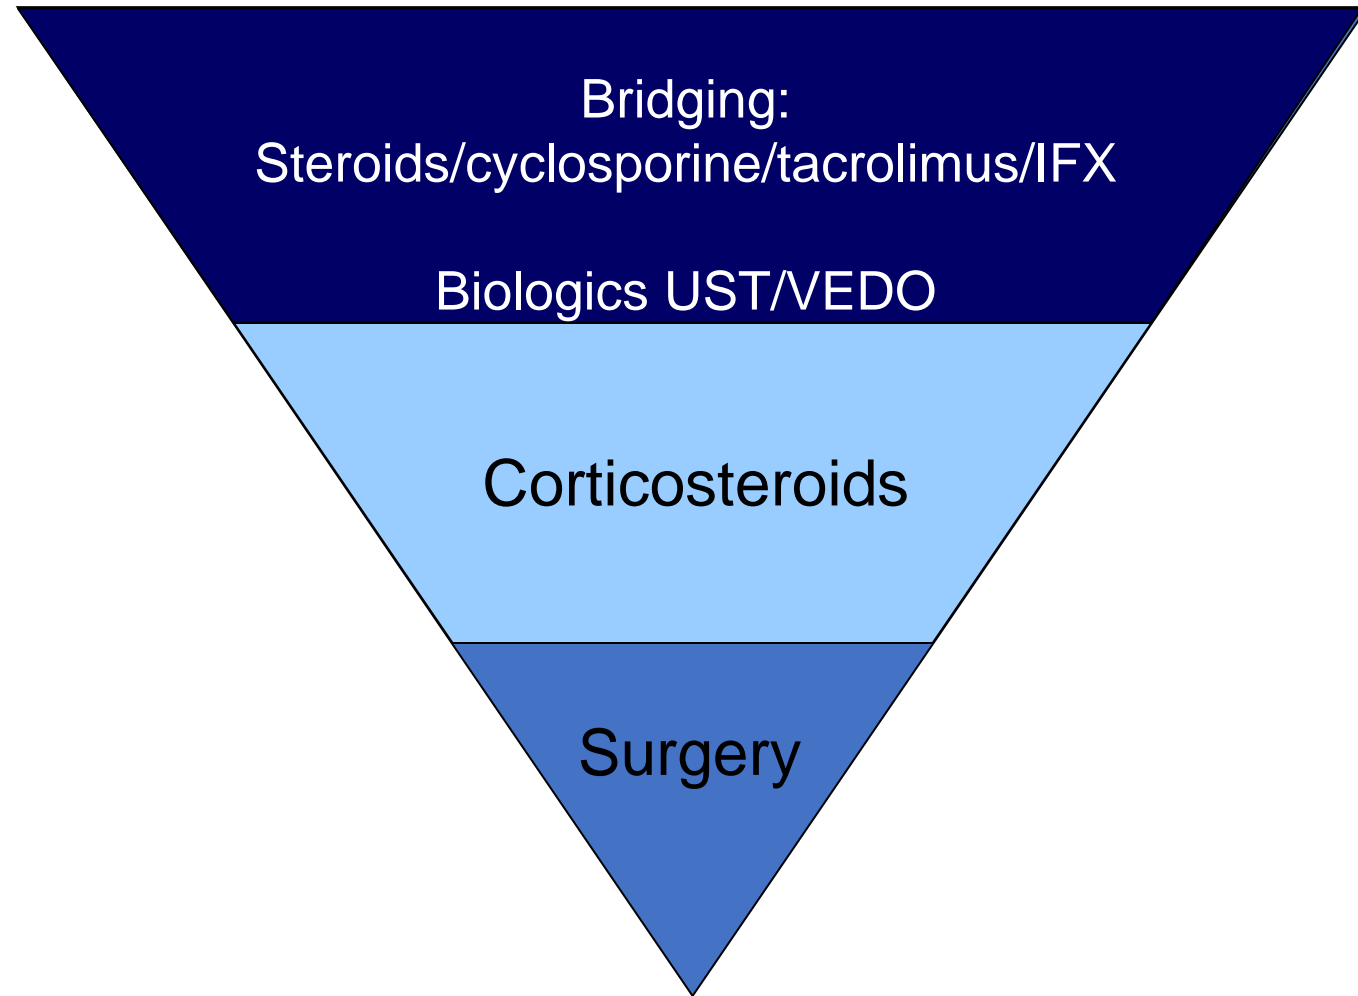 Bridging:
Steroids/cyclosporine/tacrolimus/IFX
Biologics UST/VEDO
Corticosteroids
Surgery